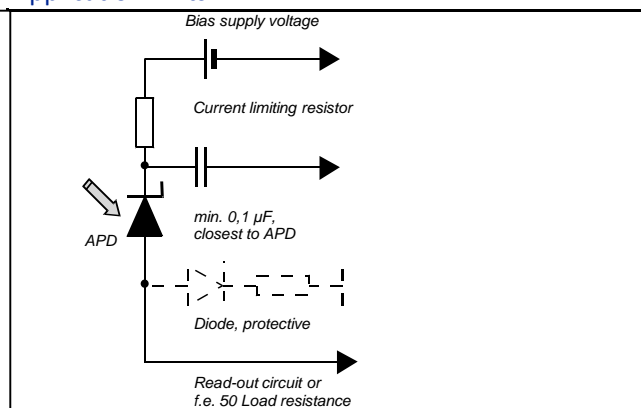 Bias supply voltage
Current limiting resistor
min. 0,1 µF,
closest to APD
APD
Diode, protective
Read-out circuit or
f.e. 50 Load resistance